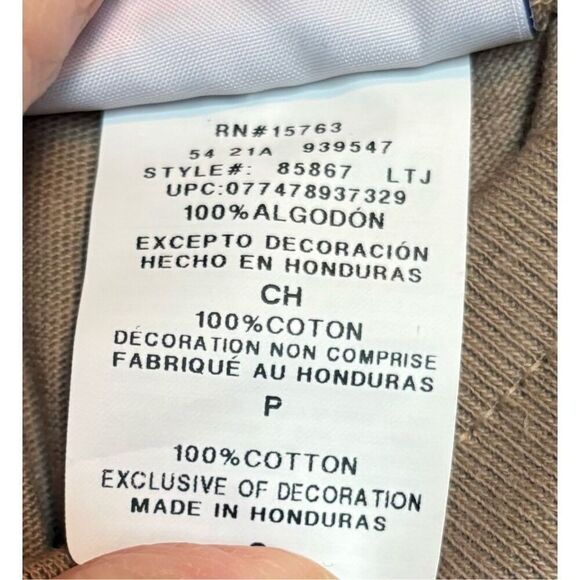 RN#15763
54 21A 939547
STYLE#: 85867 LTJ
UPC:077478937329
100%ALGODÓN
EXCEPTO DECORACIÓN
HECHO EN HONDURAS
CH
100%COTON
DÉCORATION NON COMPRISE
FABRIQUÉ AU HONDURAS
P
100%COTTON
EXCLUSIVE OF DECORATION
MADE IN HONDURAS